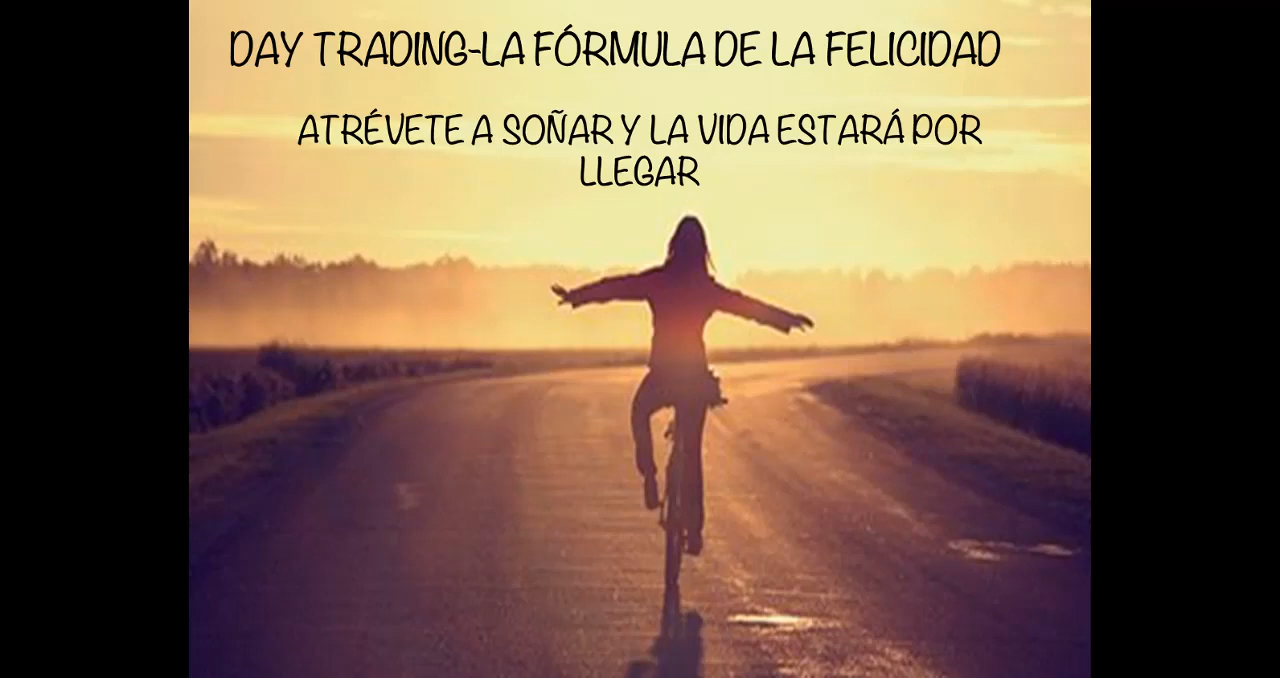 DAY TRADING-LA FÓRMULA DE LA FELICIDAD
ATRÉVETE A SOÑAR Y LA VIDA ESTARÁ POR
LLEGAR